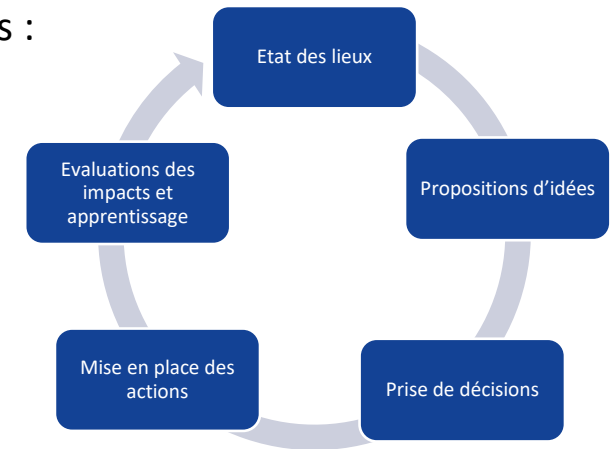 s :
Etat des lieux
Propositions d’idées
Prise de décisions
Mise en place des
actions
Evaluations des
impacts et
apprentissage